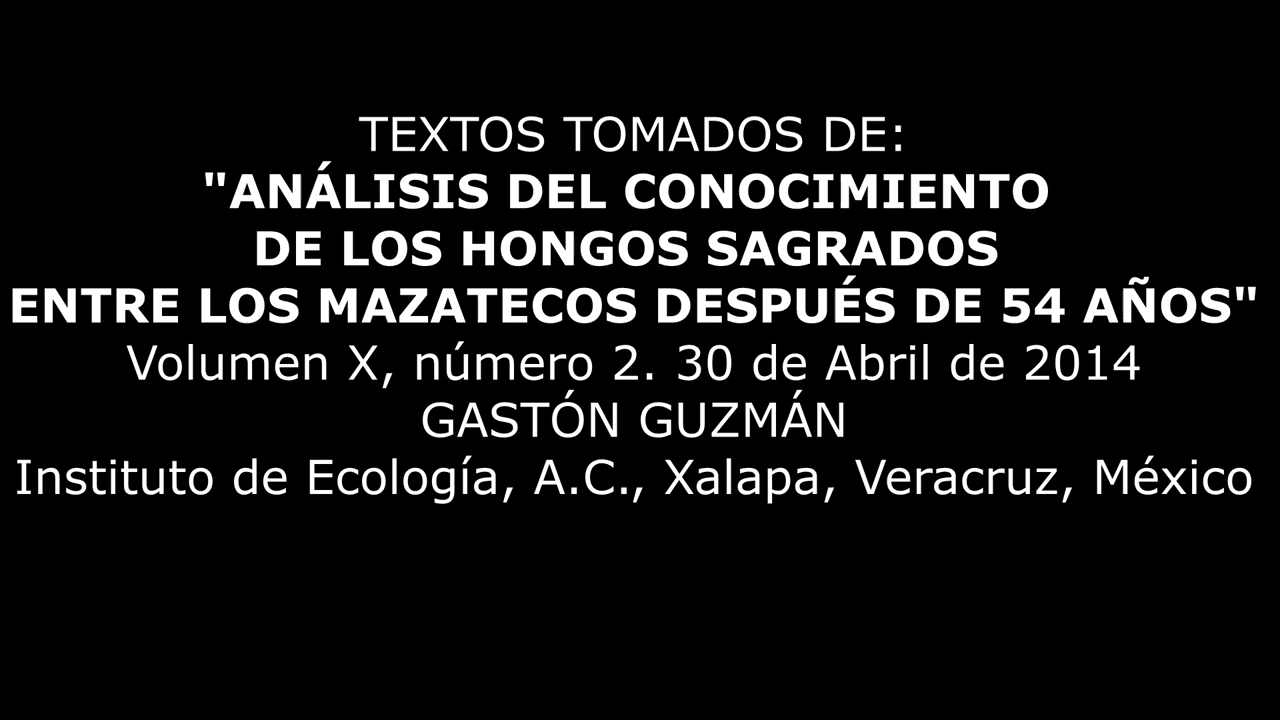 TEXTOS TOMADOS DE:
"ANÁLISIS DEL CONOCIMIENTO
DE LOS HONGOS SAGRADOS
ENTRE LOS MAZATECOS DESPUÉS DE 54 AÑOS"
Volumen X, número 2. 30 de Abril de 2014
GASTÓN GUZMÁN
Instituto de Ecología, A.C., Xalapa, Veracruz, México